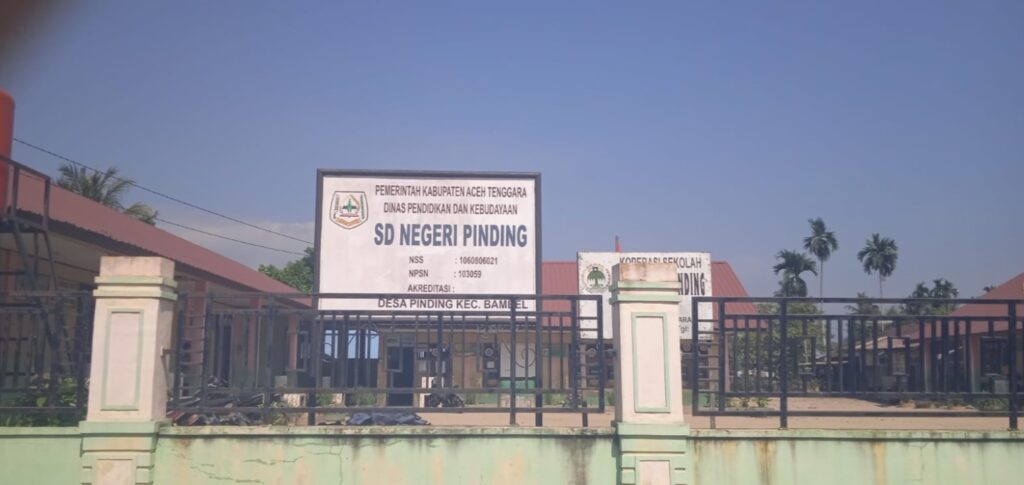 PEMERINTAH KABUPATEN ACEH TENGGARA
DINAS PENDIDIKAN DAN KEBUDAYAAN
SD NEGERI PINDING
NSS : 1060806021
NPSN : 103059
AKREDITASI :
DESA PINDING KEC. BAMBEL
KOPERASI SEKOLAH